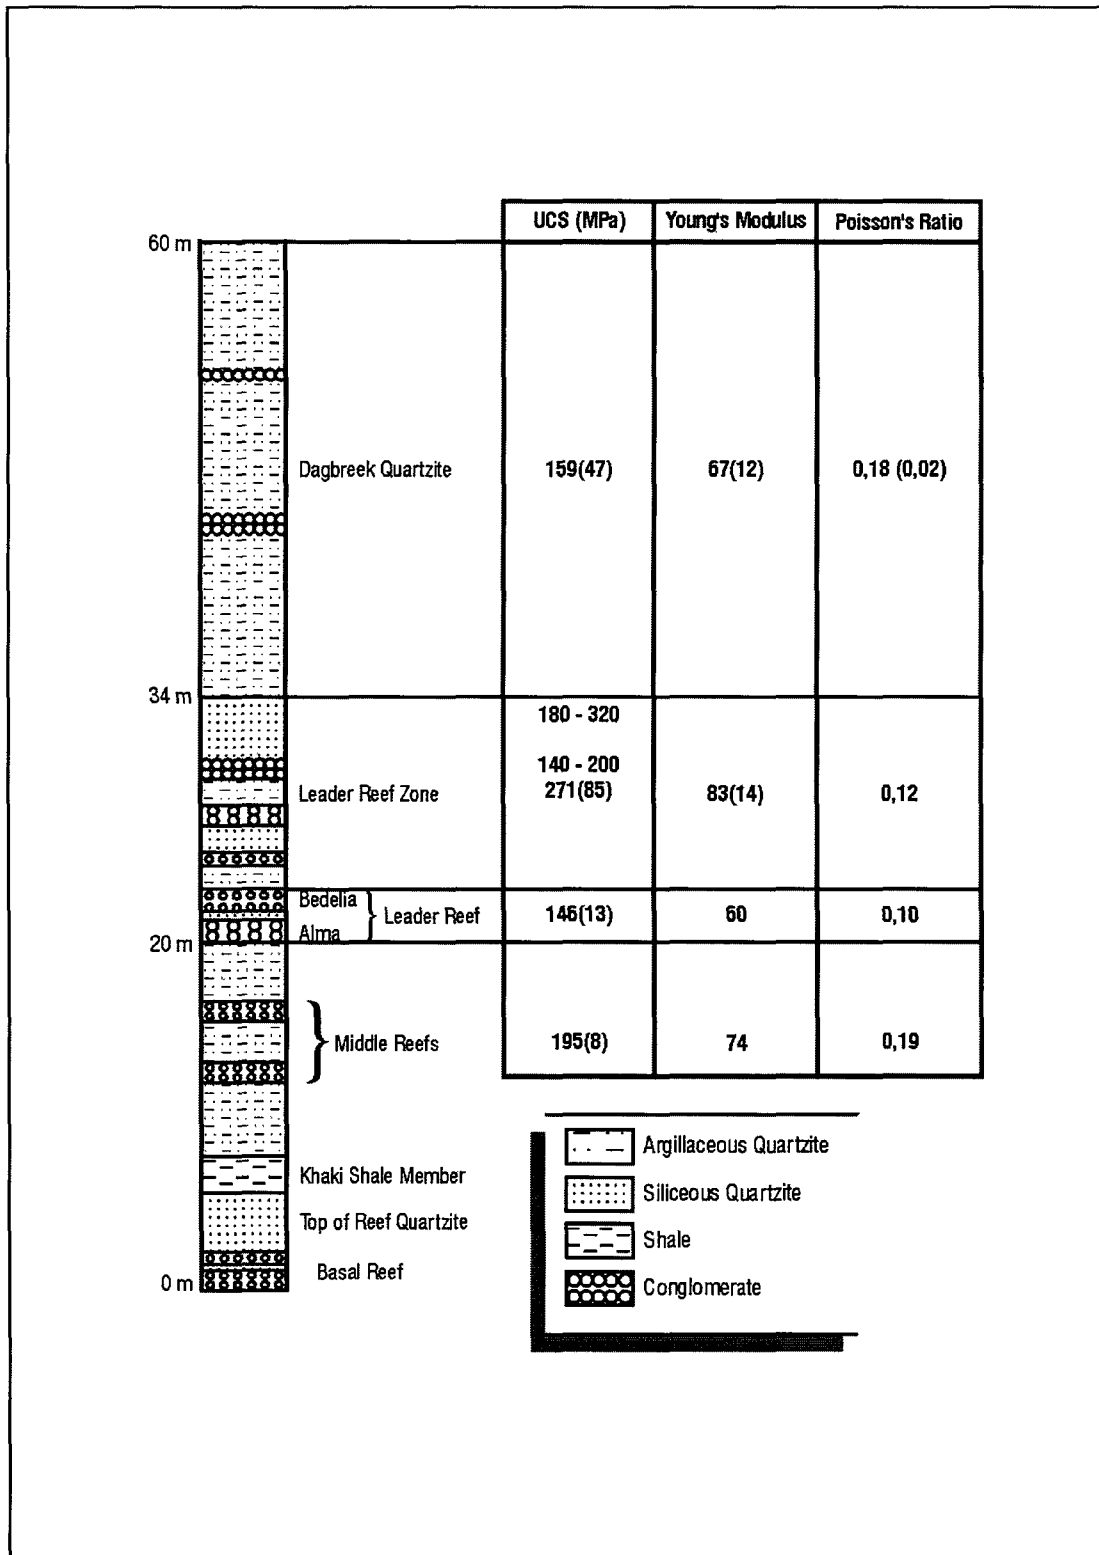 UCS (MPa) Young's Modulus Poisson's Ratio
60 m
Dagbreek Quartzite 159(47) 67(12) 0,18 (0,02)
34 m
180 - 320
140 - 200
Leader Reef Zone 271(85) 83(14) 0,12
Bedelia
Leader Reef 146(13) 60 0,10
Alma
20 m
Middle Reefs 195(8) 74 0,19
Argillaceous Quartzite
Khaki Shale Member
Siliceous Quartzite
Top of Reef Quartzite
Shale
Basal Reef
0 m
Conglomerate